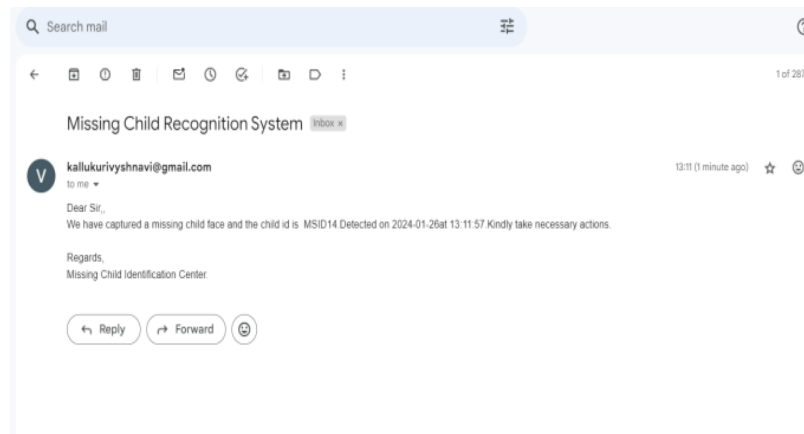 Search mail
1 of 287
Missing Child Recognition System Inbox ×
V
kallukurivyshnavi@gmail.com
13:11 (1 minute ago)
to me
Dear Sir,,
We have captured a missing child face and the child id is MSID14.Detected on 2024-01-26at 13:11:57.Kindly take necessary actions.
Regards,
Missing Child Identification Center.
Reply
Forward